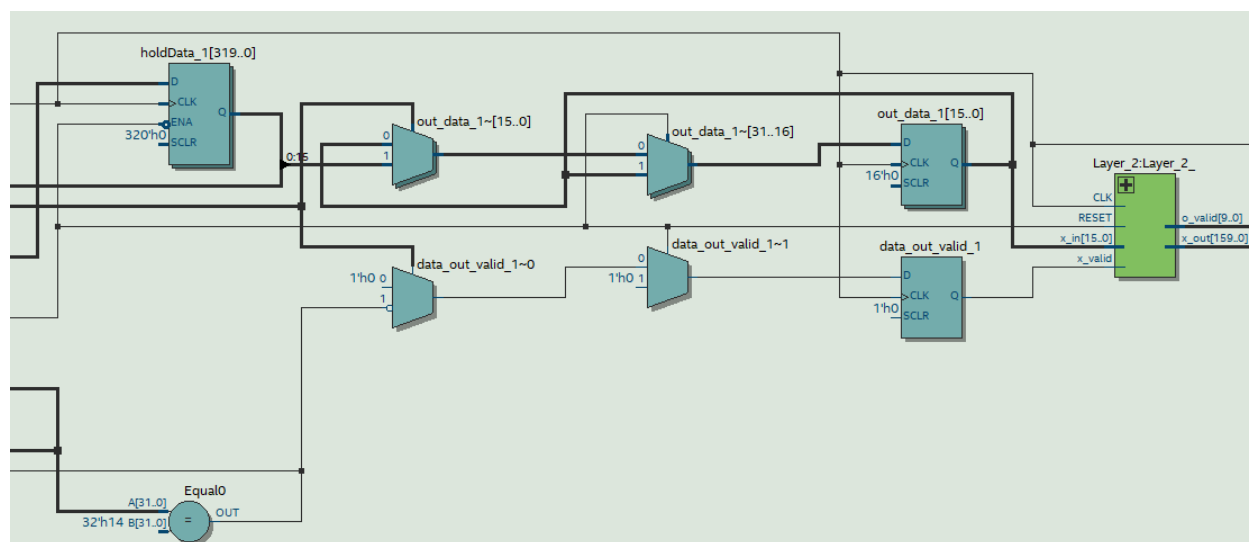 holdData_1[319..0]
D
CLK
Q
ENA
320'h0
SCLR
0:15
out_data_1~[15..0]
0
1
out_data_1~[31..16]
0
1
out_data_1[15..0]
D
CLK
Q
16'h0
SCLR
Layer_2:Layer_2_
CLK
RESET
o_valid[9..0]
x_in[15..0]
x_out[159..0]
x_valid
data_out_valid_1~0
1'h0 0
1
data_out_valid_1~1
0
1'h0 1
data_out_valid_1
D
CLK
Q
1'h0
SCLR
Equal0
A[31..0]
OUT
=
32'h14 B[31..0]